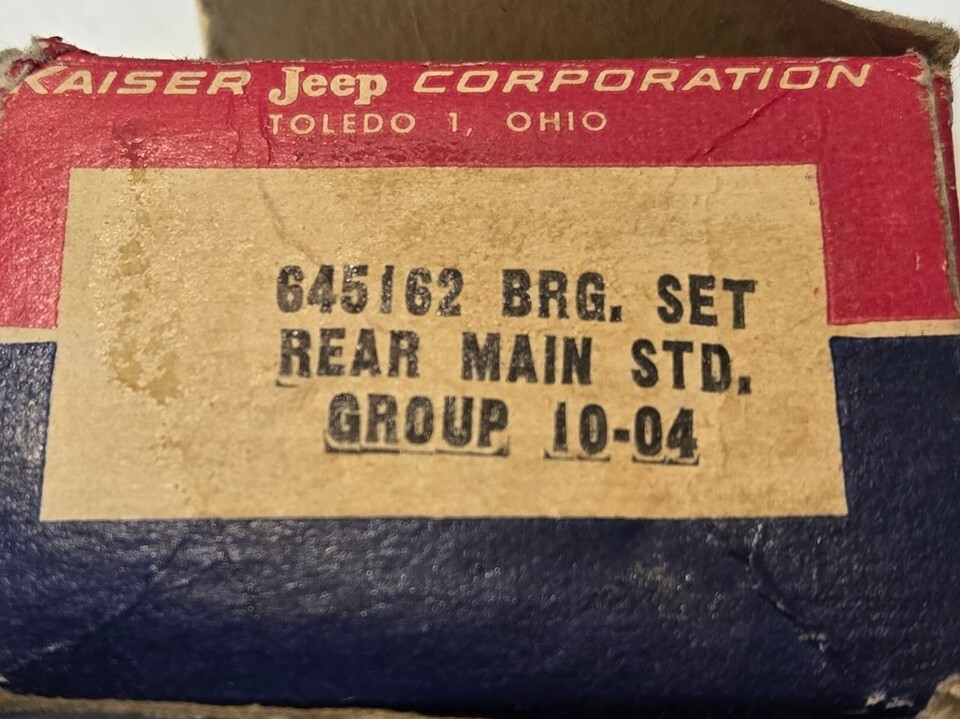 KAISER Jeep CORPORATION
TOLEDO 1, OHIO
645162 BRG. SET
REAR MAIN STD.
GROUP 10-04